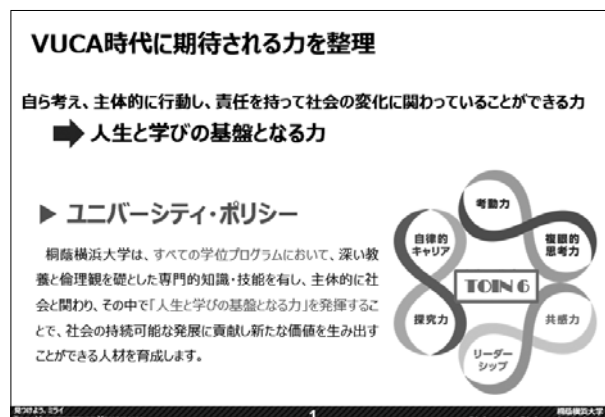 VUCA時代に期待される力を整理
自ら考え、主体的に行動し、責任を持って社会の変化に関わっていることができる力
人生と学びの基盤となる力
ユニバーシティ・ポリシー
桐蔭横浜大学は、すべての学位プログラムにおいて、深い教
養と倫理観を礎とした専門的知識・技能を有し、主体的に社
会と関わり、その中で「人生と学びの基盤となる力」を発揮するこ
とで、社会の持続可能な発展に貢献し新たな価値を生み出す
ことができる人材を育成します。
考動力
自律的
キャリア
複眼的
思考力
TOIN 6
探究力
共感力
リーダー
シップ
見つけよう、ミライ
1
桐蔭横浜大学